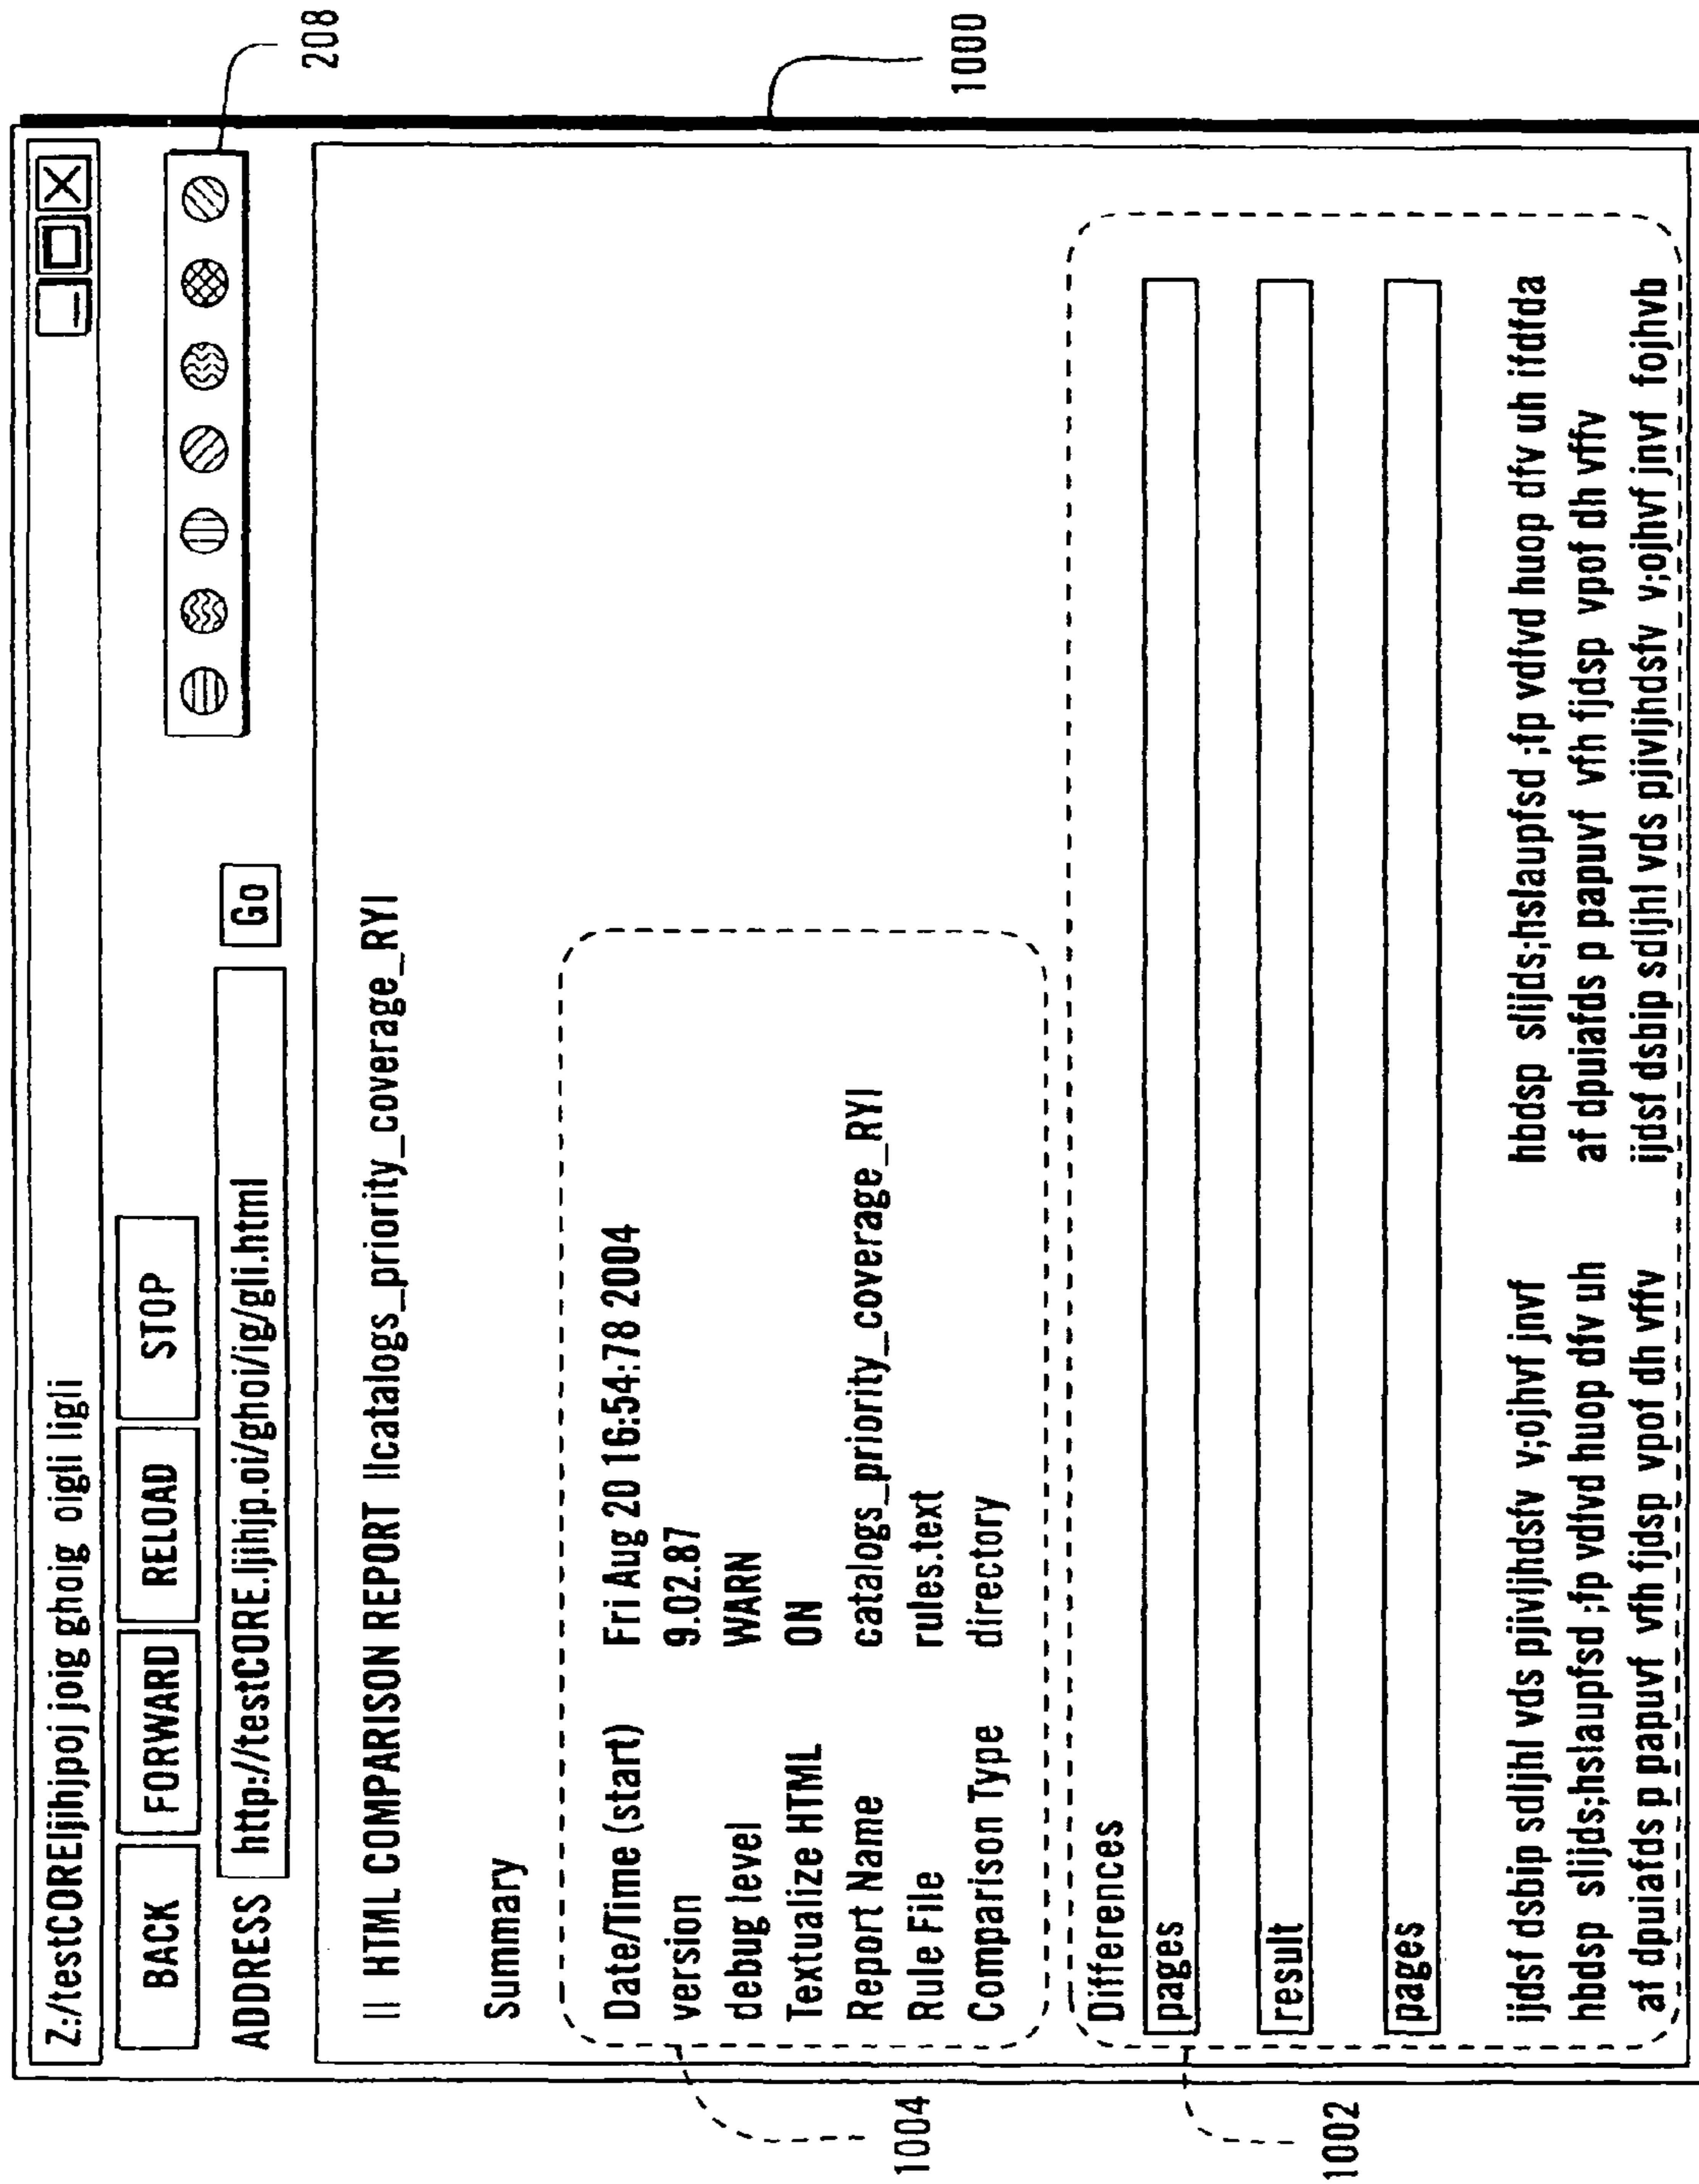 Z:/testCORE|jihjpoj joig ghoig oigli ligli
BACK FORWARD RELOAD STOP
208
ADDRESS http://testCORE.ljihjp.oi/ghoi/ig/gli.html Go
|| HTML COMPARISON REPORT ||catalogs_priority_coverage_RYI
Summary
Date/Time (start) Fri Aug 20 16:54:78 2004
version 9.02.87
debug level WARN
Textualize HTML ON
Report Name catalogs_priority_coverage_RYI
Rule File rules.text
Comparison Type directory
1004
1000
Differences
pages
result
pages
ijdsf dsbip sdljhl vds pjivljhdsfv v;ojhvf jnvf
hbdsp slijds;hslaupfsd ;fp vdfvd huop dfv uh
af dpuiafds p papuvf vfh fjdsp vpof dh vffv
hbdsp slijds;hslaupfsd ;fp vdfvd huop dfv uh ifdfda
af dpuiafds p papuvf vfh fjdsp vpof dh vffv
ijdsf dsbip sdljhl vds pjivljhdsfv v;ojhvf jnvf fojhvb
1002